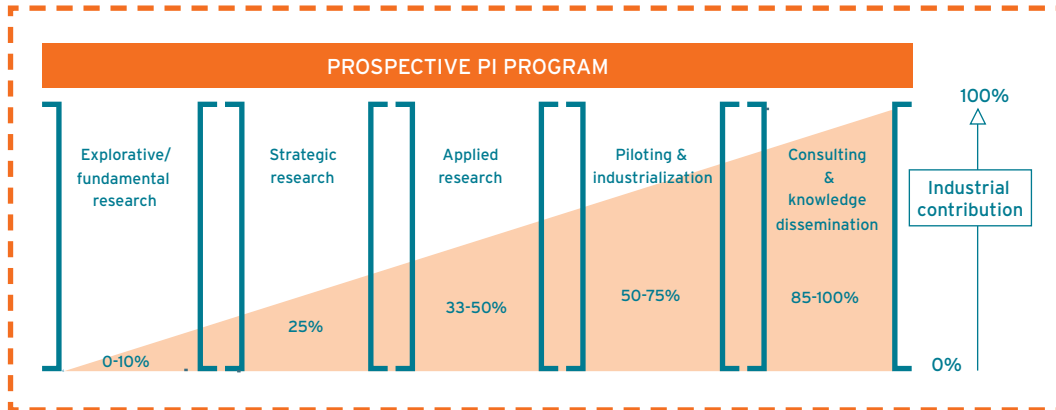 PROSPECTIVE PI PROGRAM
Explorative/
fundamental
research
0-10%
Strategic
research
25%
Applied
research
33-50%
Piloting &
industrialization
50-75%
Consulting
&
knowledge
dissemination
85-100%
100%
Industrial
contribution
0%